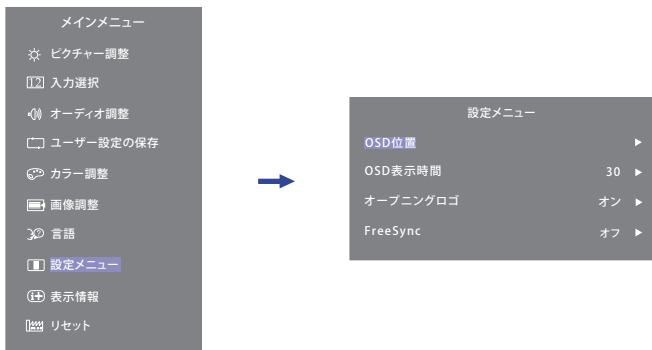 メインメニュー
ピクチャー調整
12 入力選択
オーディオ調整
ユーザー設定の保存
カラー調整
画像調整
言語
設定メニュー
表示情報
リセット
設定メニュー
OSD位置
OSD表示時間 30
オープニングロゴ オン
FreeSync オフ